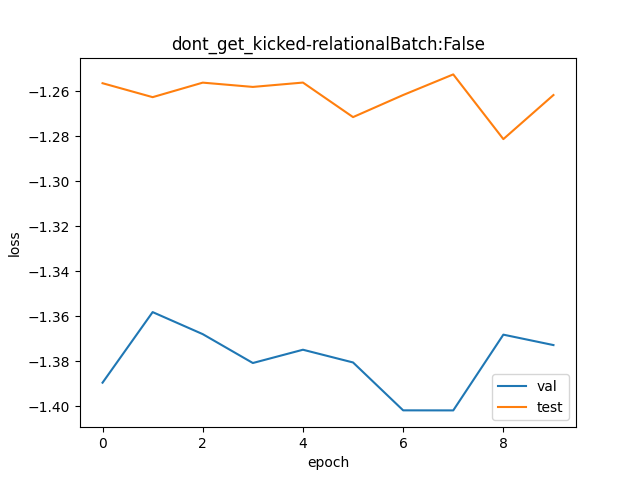 dont_get_kicked-relationalBatch:False
loss
−1.26
−1.28
−1.30
−1.32
−1.34
−1.36
−1.38
−1.40
0
2
4
6
8
epoch
val
test